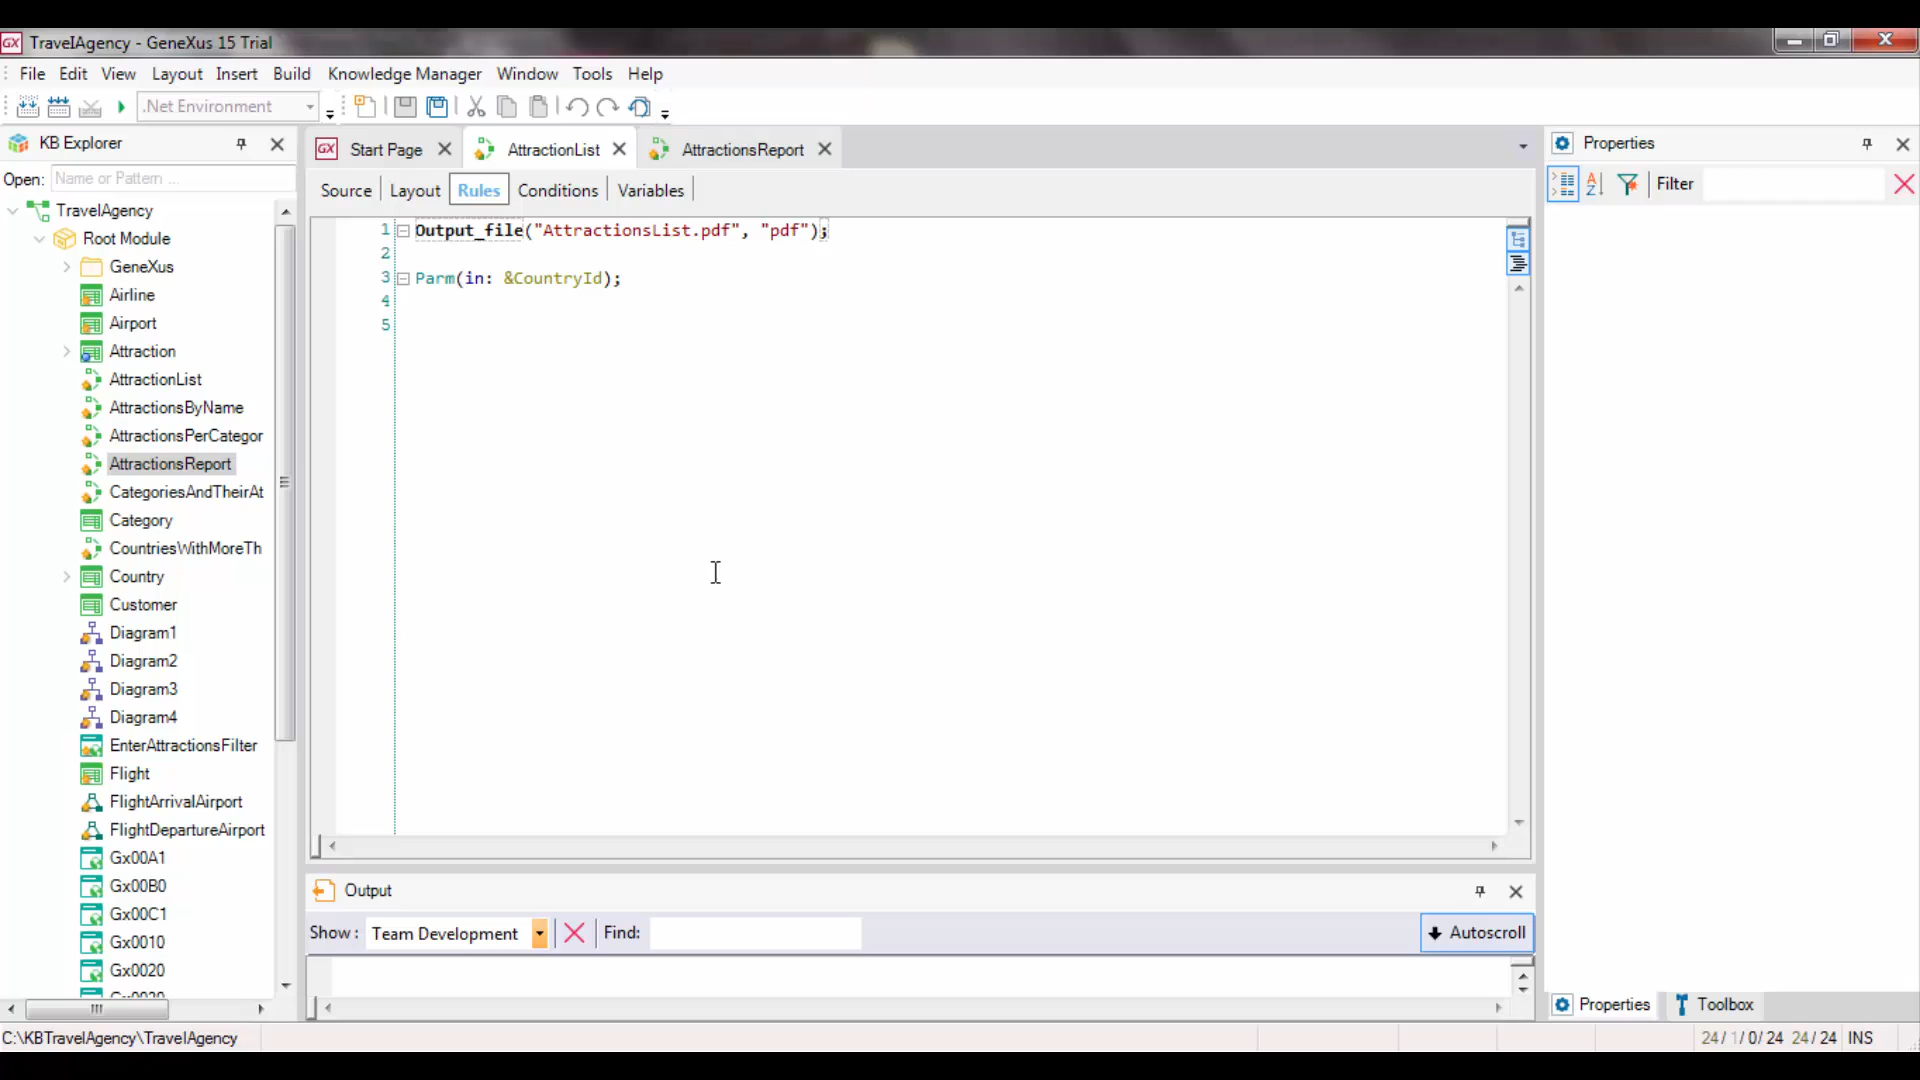 GX TravelAgency - GeneXus 15 Trial
File Edit View Layout Insert Build Knowledge Manager Window Tools Help
.Net Environment
KB Explorer
Open: Name or Pattern ...
TravelAgency
Root Module
GeneXus
Airline
Airport
Attraction
AttractionList
AttractionsByName
AttractionsPerCategor
AttractionsReport
CategoriesAndTheirAt
Category
CountriesWithMoreTh
Country
Customer
Diagram1
Diagram2
Diagram3
Diagram4
EnterAttractionsFilter
Flight
FlightArrivalAirport
FlightDepartureAirport
Gx00A1
Gx00B0
Gx00C1
Gx0010
Gx0020
GX Start Page AttractionList AttractionsReport
Source Layout Rules Conditions Variables
1 Output_file("AttractionsList.pdf", "pdf");
2
3 Parm(in: &CountryId);
4
5
Output
Show: Team Development Find: Autoscroll
Properties
Filter
Properties Toolbox
C:\KBTravelAgency\TravelAgency 24/1/0/24 24/24 INS